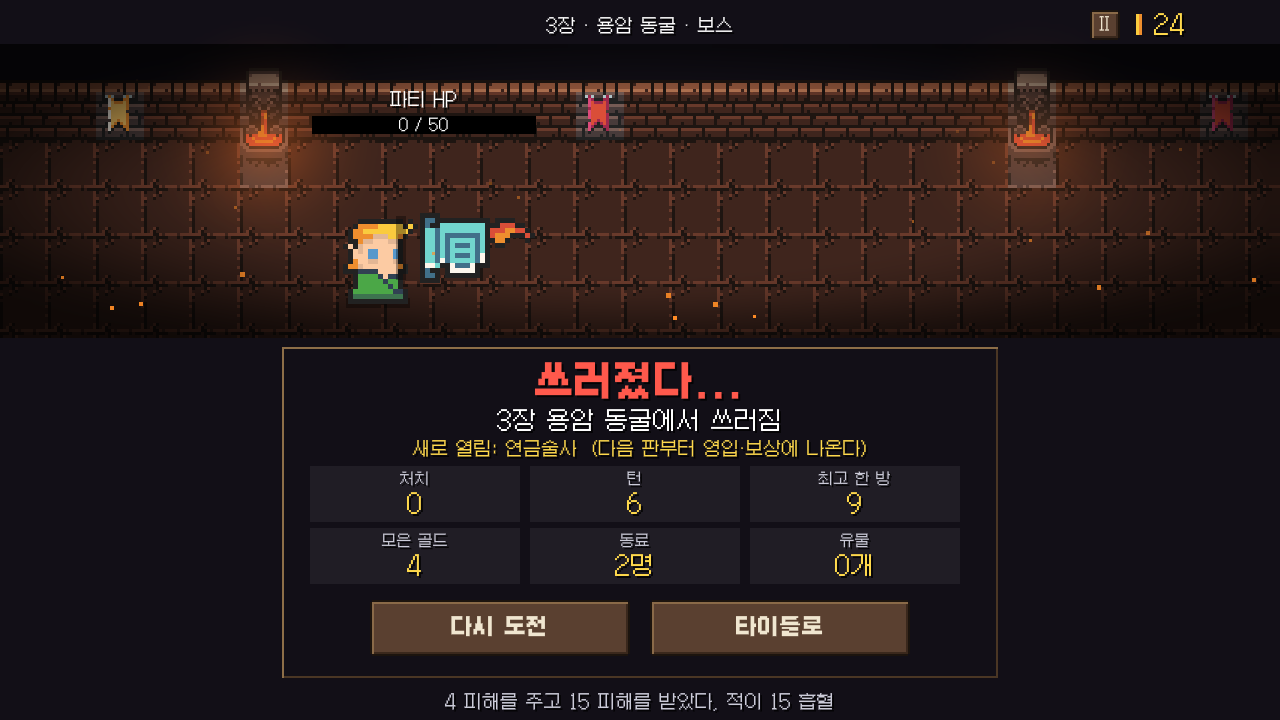 3장 · 용암 동굴 · 보스
II 24
파티 HP
0 / 50
쓰러졌다...
3장 용암 동굴에서 쓰러짐
새로 열림: 연금술사 (다음 판부터 영입·보상에 나온다)
처치 턴 최고 한 방
0 6 9
모은 골드 동료 유물
4 2명 0개
다시 도전 타이틀로
4 피해를 주고 15 피해를 받았다, 적이 15 흡혈